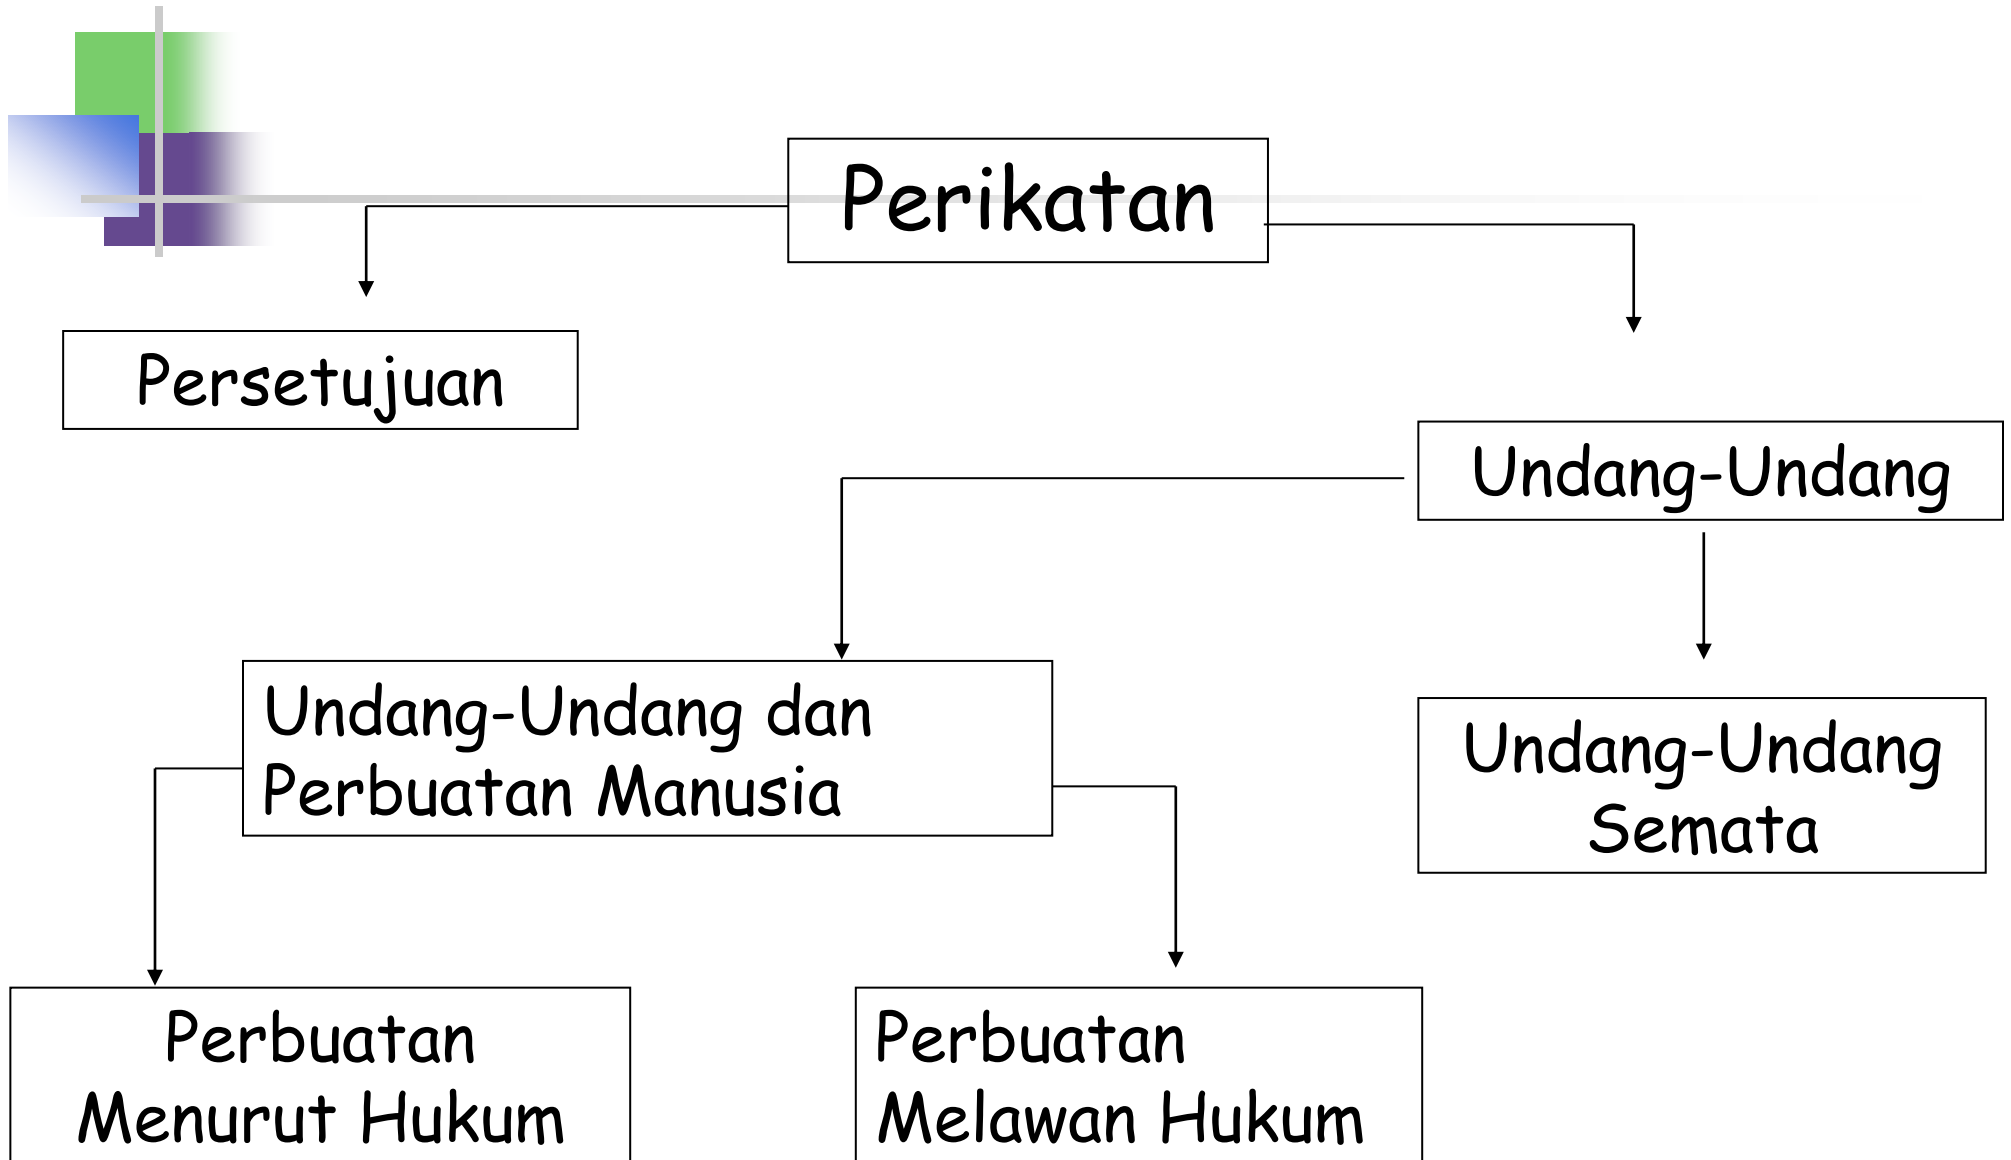 Perikatan
Persetujuan
Undang-Undang
Undang-Undang dan
Perbuatan Manusia
Undang-Undang
Semata
Perbuatan
Menurut Hukum
Perbuatan
Melawan Hukum